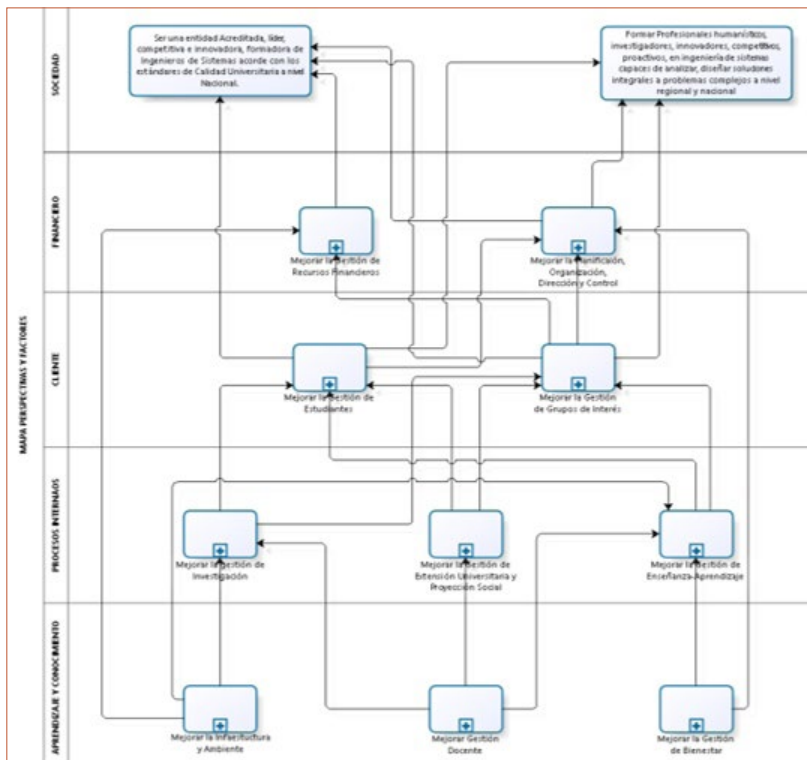 MAPA PERSPECTIVAS Y FACTORES
SOCIEDAD
Ser una entidad Acreditada, líder,
competitiva e innovadora, formadora de
Ingenieros de Sistemas acorde con los
estándares de Calidad Universitaria a nivel
Nacional.
Formar Profesionales humanísticos,
investigadores, innovadores, competitivos,
proactivos, en ingeniería de sistemas
capaces de analizar, diseñar soluciones
integrales a problemas complejos a nivel
regional y nacional
FINANCIERO
Mejorar la Gestión de
Recursos Financieros
Mejorar la Planificaión,
Organización,
Dirección y Control
CLIENTE
Mejorar la Gestión de
Estudiantes
Mejorar la Gestión
de Grupos de Interés
PROCESOS INTERNAOS
Mejorar la Gestión de
Investigación
Mejorar la Gestión de
Extensión Universitaria y
Proyección Social
Mejorar la Gestión de
Enseñanza-Aprendizaje
APRENDIZAJE Y CONOCIMIENTO
Mejorar la Infaestuctura
y Ambiente
Mejorar Gestión
Docente
Mejorar la Gestión
de Bienestar